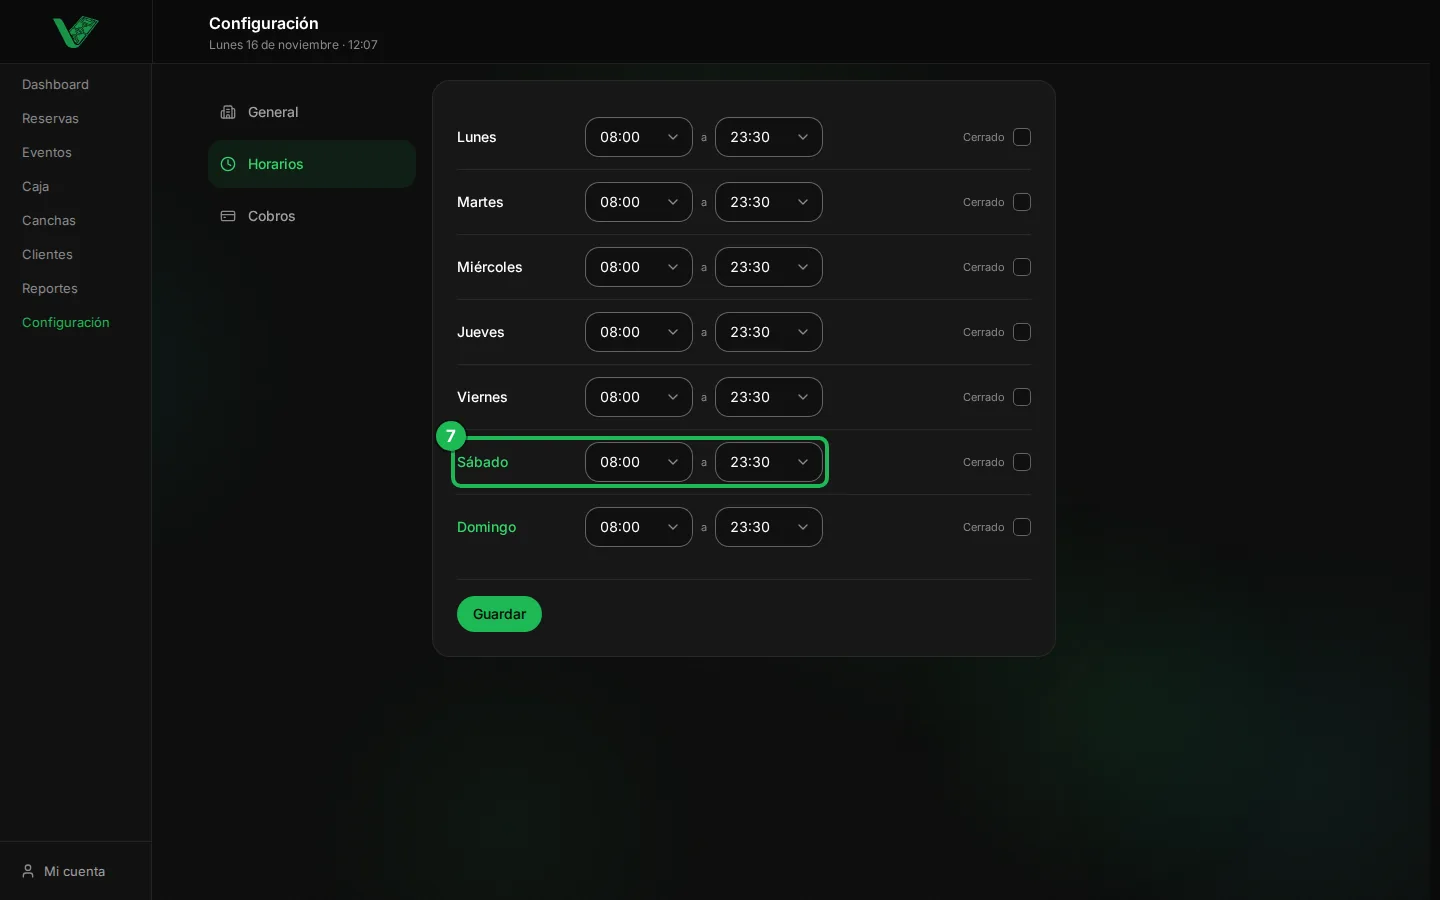 Configuración
Lunes 16 de noviembre · 12:07
Dashboard
Reservas
Eventos
Caja
Canchas
Clientes
Reportes
Configuración
Mi cuenta
General
Horarios
Cobros
Lunes 08:00 a 23:30 Cerrado
Martes 08:00 a 23:30 Cerrado
Miércoles 08:00 a 23:30 Cerrado
Jueves 08:00 a 23:30 Cerrado
Viernes 08:00 a 23:30 Cerrado
7
Sábado 08:00 a 23:30 Cerrado
Domingo 08:00 a 23:30 Cerrado
Guardar